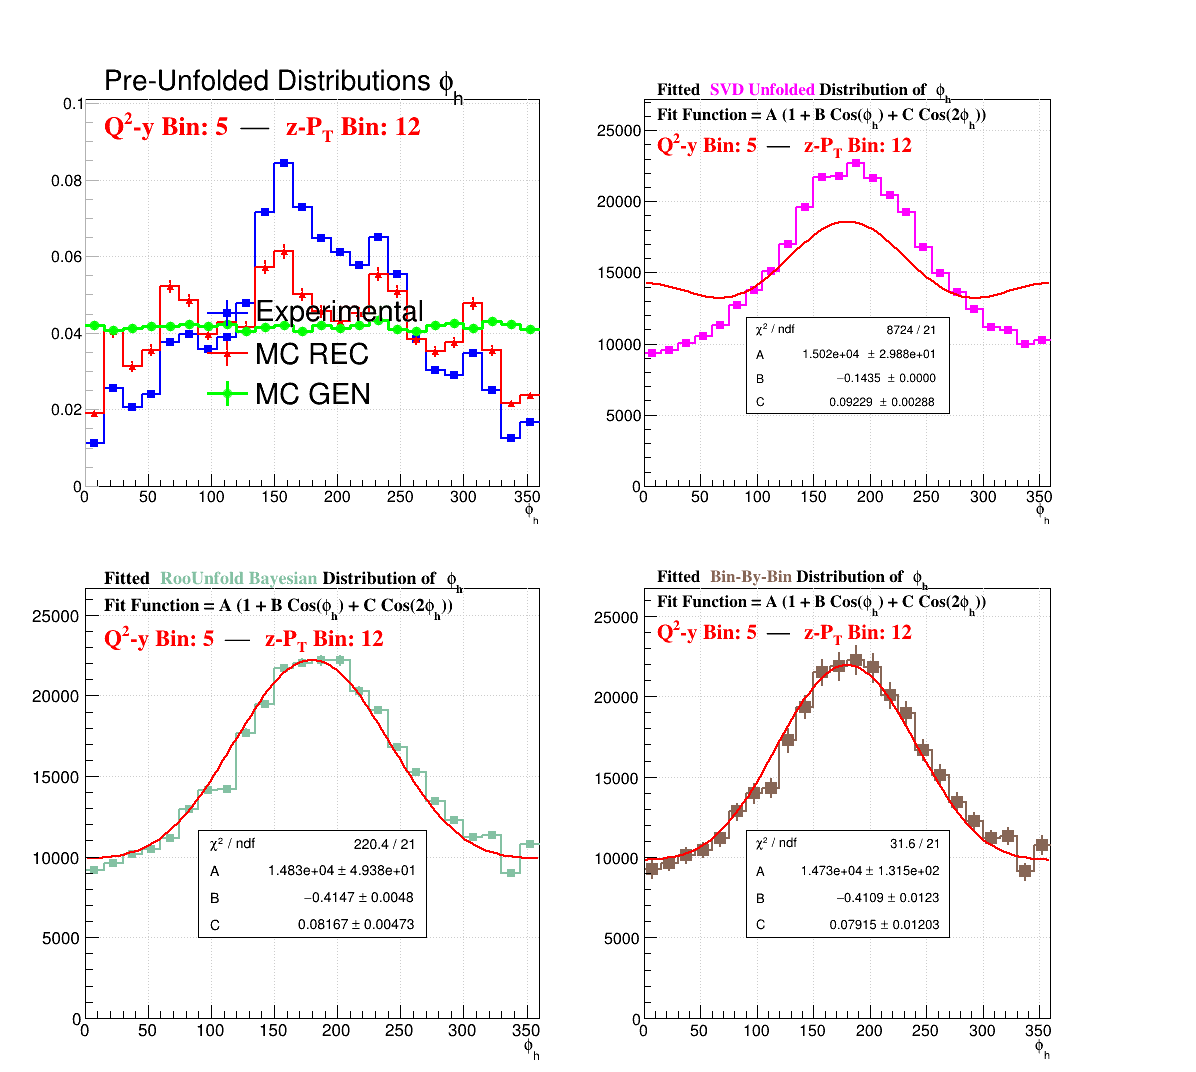 Pre-Unfolded Distributions ϕh
Q²-y Bin: 5 — z-PT Bin: 12
0.1
0.08
0.06
0.04
0.02
0
Experimental
MC REC
MC GEN
0 50 100 150 200 250 300 350
ϕh
Fitted SVD Unfolded Distribution of ϕh
Fit Function = A (1 + B Cos(ϕh) + C Cos(2ϕh))
Q²-y Bin: 5 — z-PT Bin: 12
25000
20000
15000
10000
5000
0
χ² / ndf 8724 / 21
A 1.502e+04 ± 2.988e+01
B −0.1435 ± 0.0000
C 0.09229 ± 0.00288
0 50 100 150 200 250 300 350
ϕh
Fitted RooUnfold Bayesian Distribution of ϕh
Fit Function = A (1 + B Cos(ϕh) + C Cos(2ϕh))
Q²-y Bin: 5 — z-PT Bin: 12
25000
20000
15000
10000
5000
0
χ² / ndf 220.4 / 21
A 1.483e+04 ± 4.938e+01
B −0.4147 ± 0.0048
C 0.08167 ± 0.00473
0 50 100 150 200 250 300 350
ϕh
Fitted Bin-By-Bin Distribution of ϕh
Fit Function = A (1 + B Cos(ϕh) + C Cos(2ϕh))
Q²-y Bin: 5 — z-PT Bin: 12
25000
20000
15000
10000
5000
0
χ² / ndf 31.6 / 21
A 1.473e+04 ± 1.315e+02
B −0.4109 ± 0.0123
C 0.07915 ± 0.01203
0 50 100 150 200 250 300 350
ϕh